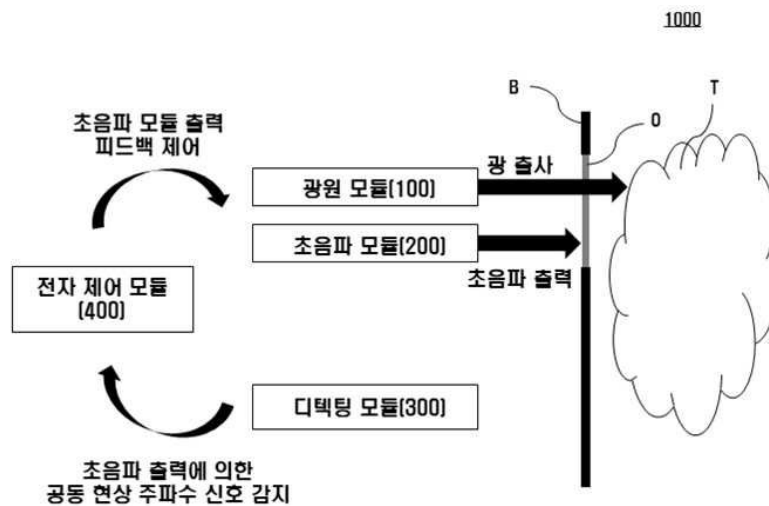 1000
B
T
O
초음파 모듈 출력
피드백 제어
광 출사
광원 모듈(100)
초음파 모듈(200)
초음파 출력
전자 제어 모듈
(400)
디텍팅 모듈(300)
초음파 출력에 의한
공동 현상 주파수 신호 감지